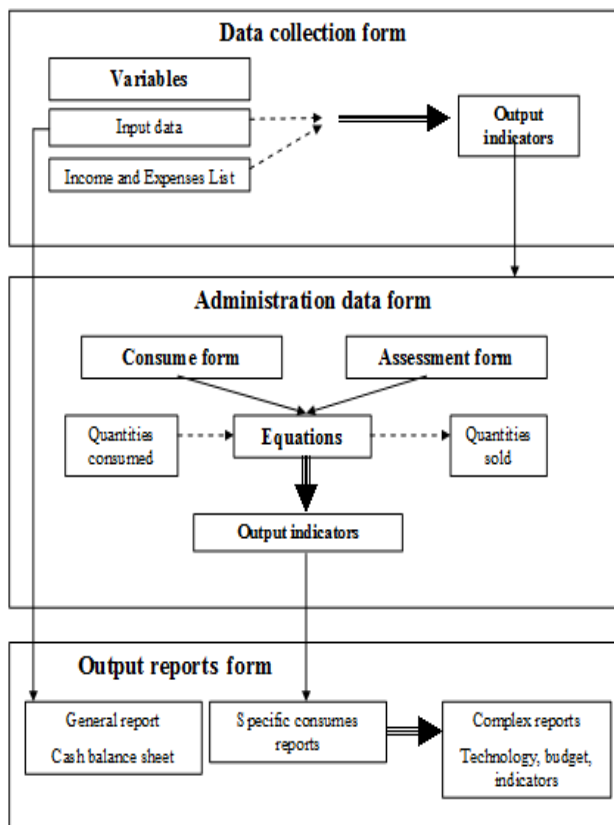 Data collection form
Variables
Input data
Income and Expenses List
Output
indicators
Administration data form
Consume form
Assessment form
Quantities
consumed
Equations
Quantities
sold
Output indicators
Output reports form
General report
Cash balance sheet
Specific consumes
reports
Complex reports
Technology, budget,
indicators